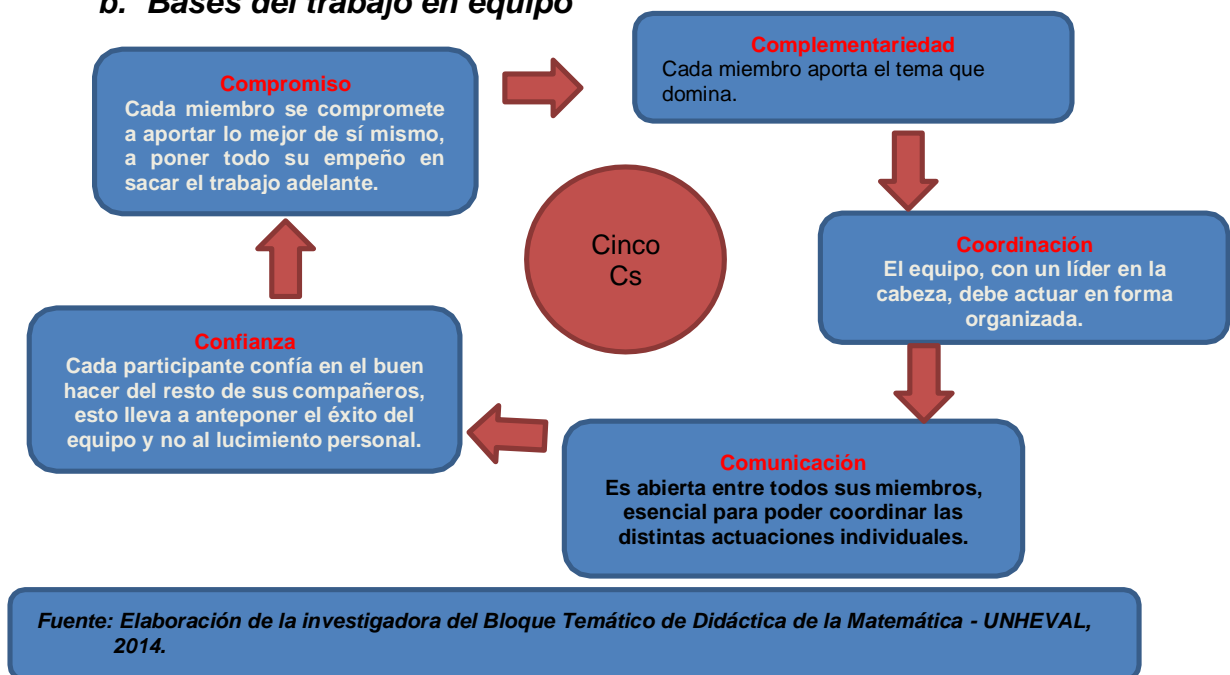 b. Bases del trabajo en equipo
Compromiso
Cada miembro se compromete
a aportar lo mejor de sí mismo,
a poner todo su empeño en
sacar el trabajo adelante.
Complementariedad
Cada miembro aporta el tema que
domina.
Coordinación
El equipo, con un líder en la
cabeza, debe actuar en forma
organizada.
Comunicación
Es abierta entre todos sus miembros,
esencial para poder coordinar las
distintas actuaciones individuales.
Confianza
Cada participante confía en el buen
hacer del resto de sus compañeros,
esto lleva a anteponer el éxito del
equipo y no al lucimiento personal.
Cinco
Cs
Fuente: Elaboración de la investigadora del Bloque Temático de Didáctica de la Matemática - UNHEVAL,
2014.